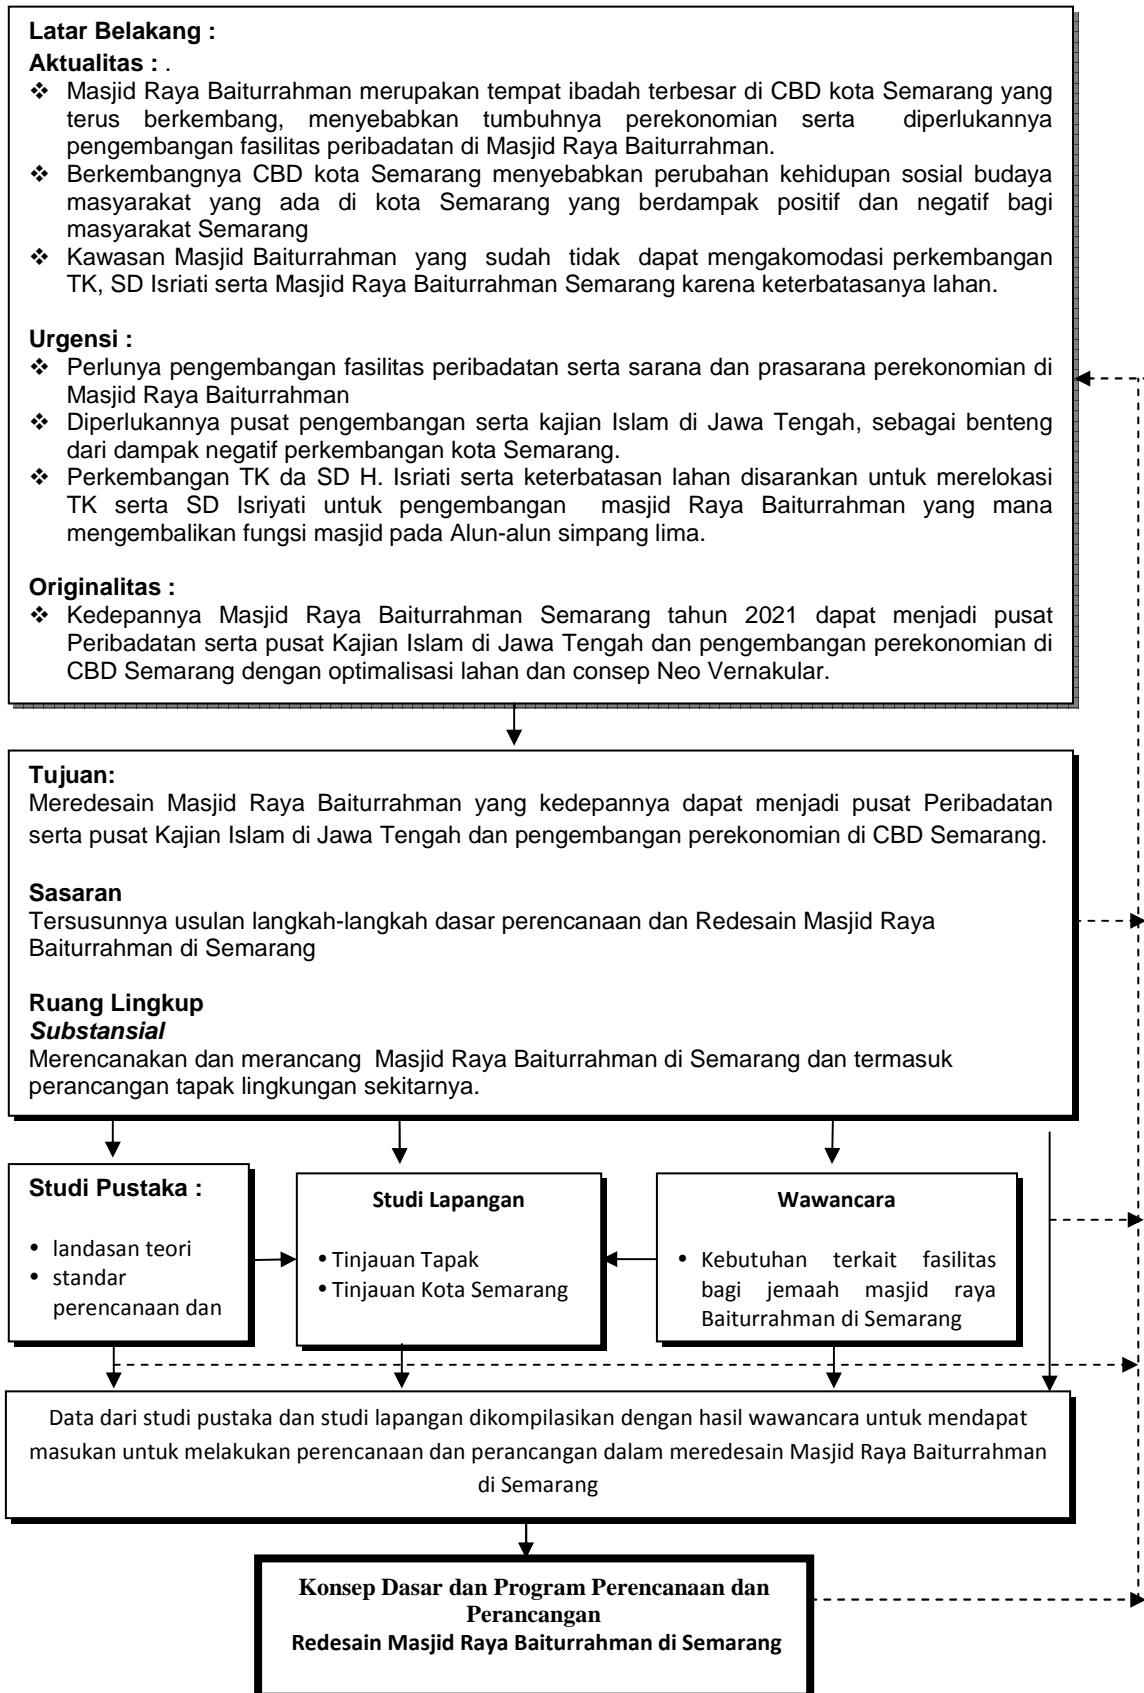 Latar Belakang :
Aktualitas : .
❖ Masjid Raya Baiturrahman merupakan tempat ibadah terbesar di CBD kota Semarang yang
terus berkembang, menyebabkan tumbuhnya perekonomian serta diperlukannya
pengembangan fasilitas peribadatan di Masjid Raya Baiturrahman.
❖ Berkembangnya CBD kota Semarang menyebabkan perubahan kehidupan sosial budaya
masyarakat yang ada di kota Semarang yang berdampak positif dan negatif bagi
masyarakat Semarang
❖ Kawasan Masjid Baiturrahman yang sudah tidak dapat mengakomodasi perkembangan
TK, SD Isriati serta Masjid Raya Baiturrahman Semarang karena keterbatasanya lahan.
Urgensi :
❖ Perlunya pengembangan fasilitas peribadatan serta sarana dan prasarana perekonomian di
Masjid Raya Baiturrahman
❖ Diperlukannya pusat pengembangan serta kajian Islam di Jawa Tengah, sebagai benteng
dari dampak negatif perkembangan kota Semarang.
❖ Perkembangan TK da SD H. Isriati serta keterbatasan lahan disarankan untuk merelokasi
TK serta SD Isriyati untuk pengembangan masjid Raya Baiturrahman yang mana
mengembalikan fungsi masjid pada Alun-alun simpang lima.
Originalitas :
❖ Kedepannya Masjid Raya Baiturrahman Semarang tahun 2021 dapat menjadi pusat
Peribadatan serta pusat Kajian Islam di Jawa Tengah dan pengembangan perekonomian di
CBD Semarang dengan optimalisasi lahan dan consep Neo Vernakular.
Tujuan:
Meredesain Masjid Raya Baiturrahman yang kedepannya dapat menjadi pusat Peribadatan
serta pusat Kajian Islam di Jawa Tengah dan pengembangan perekonomian di CBD Semarang.
Sasaran
Tersusunnya usulan langkah-langkah dasar perencanaan dan Redesain Masjid Raya
Baiturrahman di Semarang
Ruang Lingkup
Substansial
Merencanakan dan merancang Masjid Raya Baiturrahman di Semarang dan termasuk
perancangan tapak lingkungan sekitarnya.
Studi Pustaka :
• landasan teori
• standar
perencanaan dan
Studi Lapangan
• Tinjauan Tapak
• Tinjauan Kota Semarang
Wawancara
• Kebutuhan terkait fasilitas
bagi jemaah masjid raya
Baiturrahman di Semarang
Data dari studi pustaka dan studi lapangan dikompilasikan dengan hasil wawancara untuk mendapat
masukan untuk melakukan perencanaan dan perancangan dalam meredesain Masjid Raya Baiturrahman
di Semarang
Konsep Dasar dan Program Perencanaan dan
Perancangan
Redesain Masjid Raya Baiturrahman di Semarang